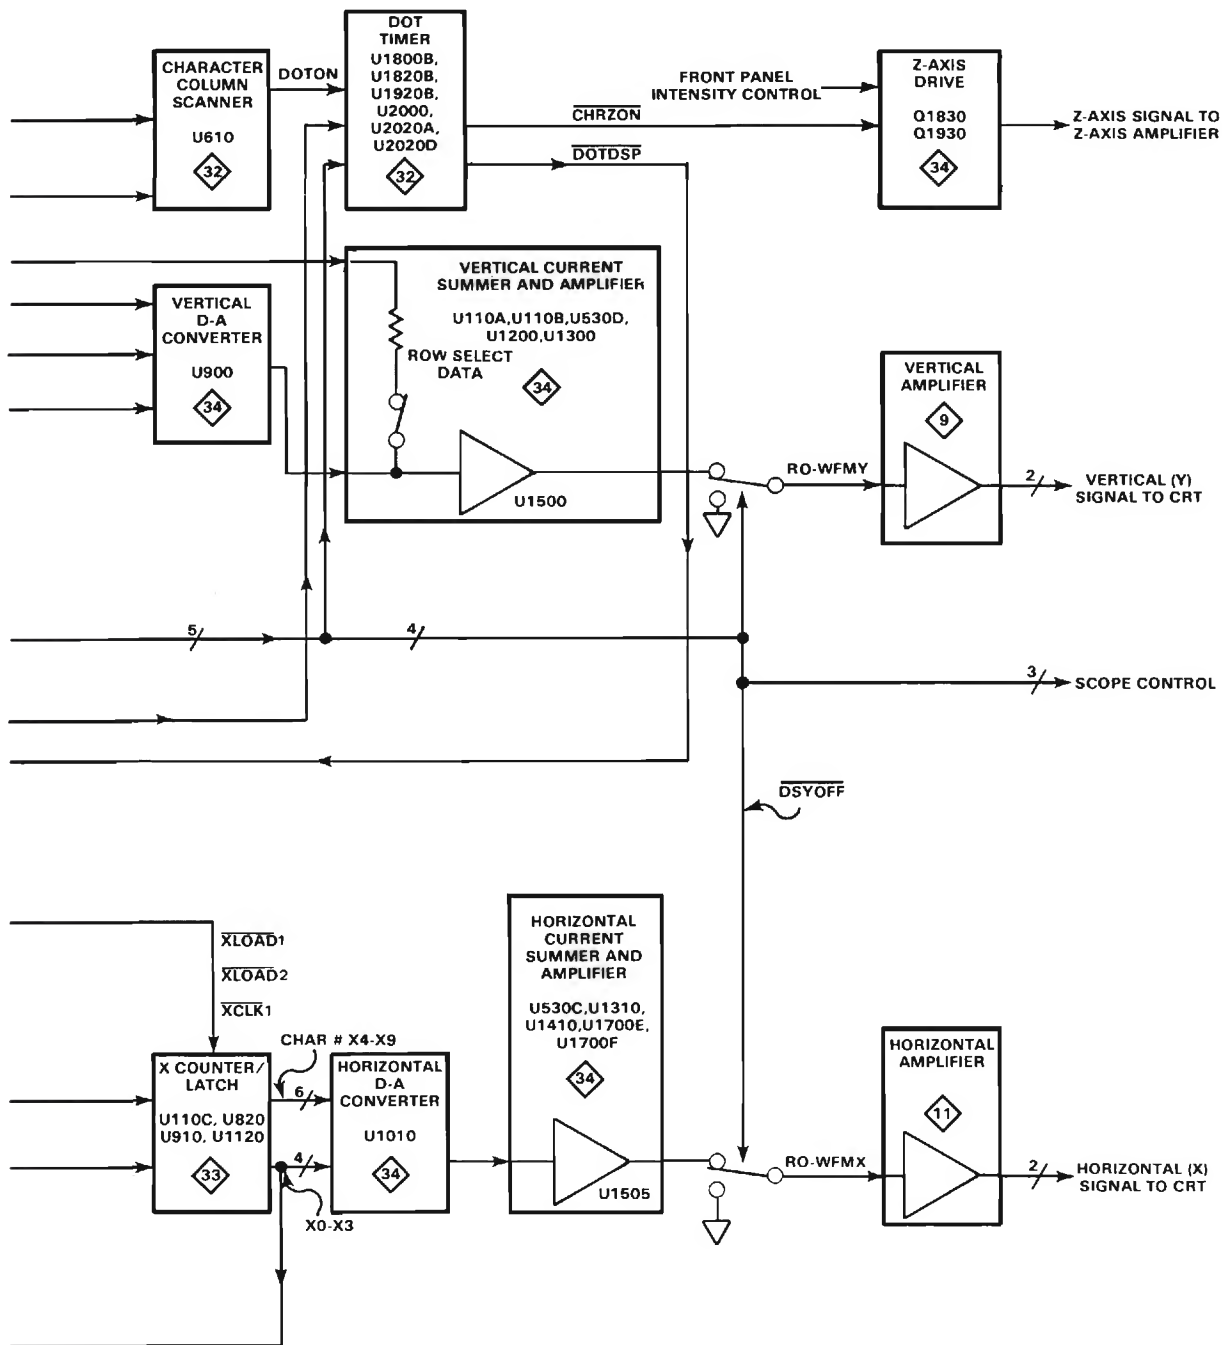 CHARACTER
COLUMN
SCANNER
U610
32
DOTON
DOT
TIMER
U1800B,
U1820B,
U1920B,
U2000,
U2020A,
U2020D
32
CHRZON
DOTDSP
FRONT PANEL
INTENSITY CONTROL
Z-AXIS
DRIVE
Q1830
Q1930
34
Z-AXIS SIGNAL TO
Z-AXIS AMPLIFIER
VERTICAL
D-A
CONVERTER
U900
34
VERTICAL CURRENT
SUMMER AND AMPLIFIER
U110A,U110B,U530D,
U1200,U1300
ROW SELECT
DATA
34
U1500
RO-WFMY
VERTICAL
AMPLIFIER
9
2
VERTICAL (Y)
SIGNAL TO CRT
5
4
3
SCOPE CONTROL
DSYOFF
XLOAD1
XLOAD2
XCLK1
CHAR # X4-X9
X COUNTER/
LATCH
U110C, U820
U910, U1120
33
6
4
X0-X3
HORIZONTAL
D-A
CONVERTER
U1010
34
HORIZONTAL
CURRENT
SUMMER AND
AMPLIFIER
U530C,U1310,
U1410,U1700E,
U1700F
34
U1505
RO-WFMX
HORIZONTAL
AMPLIFIER
11
2
HORIZONTAL (X)
SIGNAL TO CRT